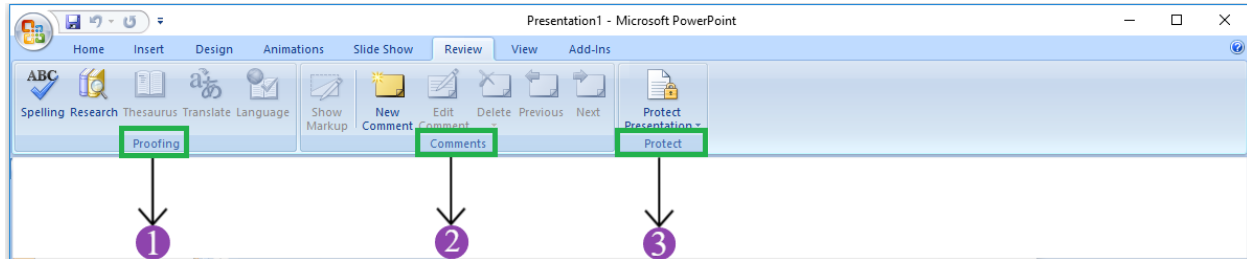 Presentation1 - Microsoft PowerPoint
Home Insert Design Animations Slide Show Review View Add-Ins
ABC
Spelling Research Thesaurus Translate Language Show Markup New Comment Edit Comment Delete Previous Next Protect Presentation
Proofing Comments Protect
1 2 3